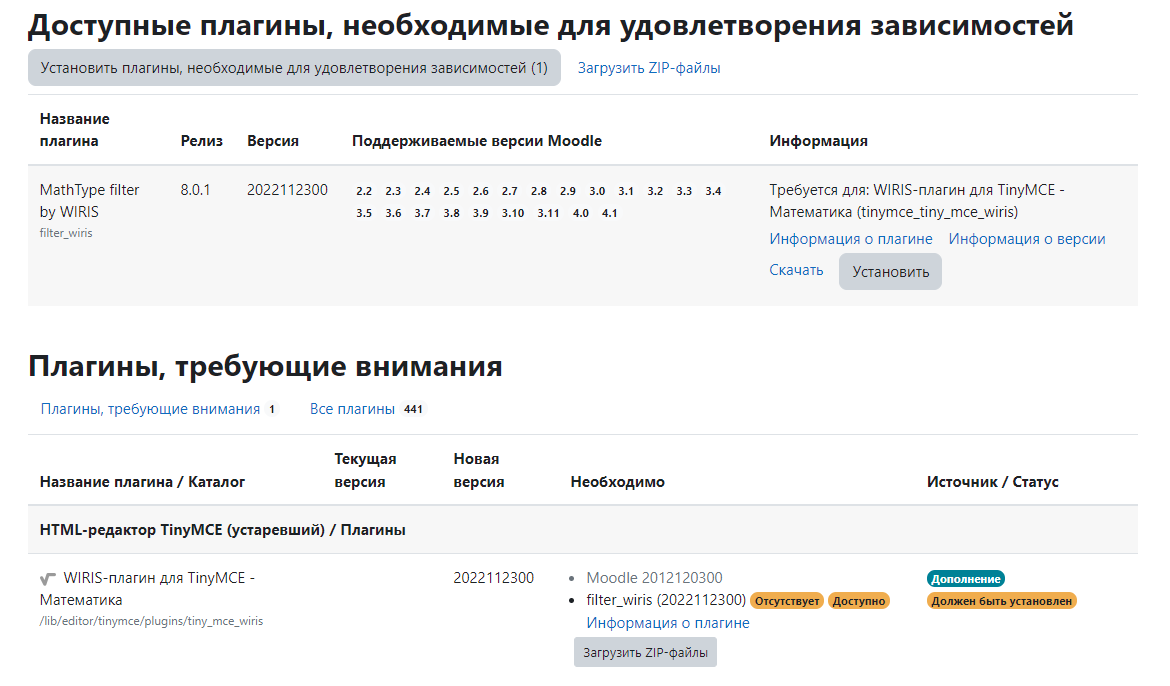 Доступные плагины, необходимые для удовлетворения зависимостей
Установить плагины, необходимые для удовлетворения зависимостей (1) Загрузить ZIP-файлы
Название
плагина Релиз Версия Поддерживаемые версии Moodle Информация
MathType filter 8.0.1 2022112300 2.2 2.3 2.4 2.5 2.6 2.7 2.8 2.9 3.0 3.1 3.2 3.3 3.4 Требуется для: WIRIS-плагин для TinyMCE -
by WIRIS 3.5 3.6 3.7 3.8 3.9 3.10 3.11 4.0 4.1 Математика (tinymce_tiny_mce_wiris)
filter_wiris Информация о плагине Информация о версии
Скачать Установить
Плагины, требующие внимания
Плагины, требующие внимания 1 Все плагины 441
Текущая Новая
Название плагина / Каталог версия версия Необходимо Источник / Статус
HTML-редактор TinyMCE (устаревший) / Плагины
WIRIS-плагин для TinyMCE - 2022112300 Moodle 2012120300 Дополнение
Математика filter_wiris (2022112300) Отсутствует Доступно Должен быть установлен
/lib/editor/tinymce/plugins/tiny_mce_wiris Информация о плагине
Загрузить ZIP-файлы